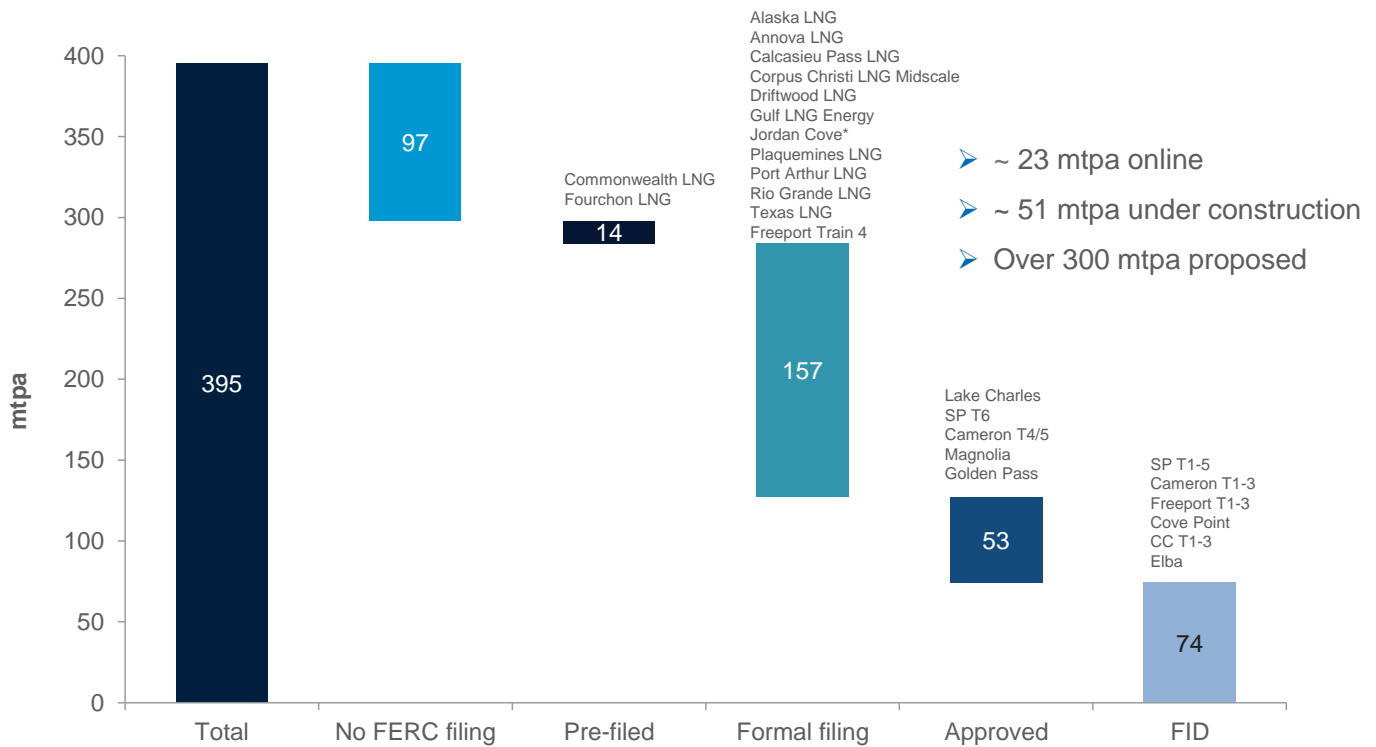 Alaska LNG
Annova LNG
Calcasieu Pass LNG
Corpus Christi LNG Midscale
Driftwood LNG
Gulf LNG Energy
Jordan Cove*
Plaquemines LNG
Port Arthur LNG
Rio Grande LNG
Texas LNG
Freeport Train 4
Commonwealth LNG
Fourchon LNG
➢ ~ 23 mtpa online
➢ ~ 51 mtpa under construction
➢ Over 300 mtpa proposed
Lake Charles
SP T6
Cameron T4/5
Magnolia
Golden Pass
SP T1-5
Cameron T1-3
Freeport T1-3
Cove Point
CC T1-3
Elba
400
350
300
250
200
150
100
50
0
mtpa
395
97
14
157
53
74
Total
No FERC filing
Pre-filed
Formal filing
Approved
FID